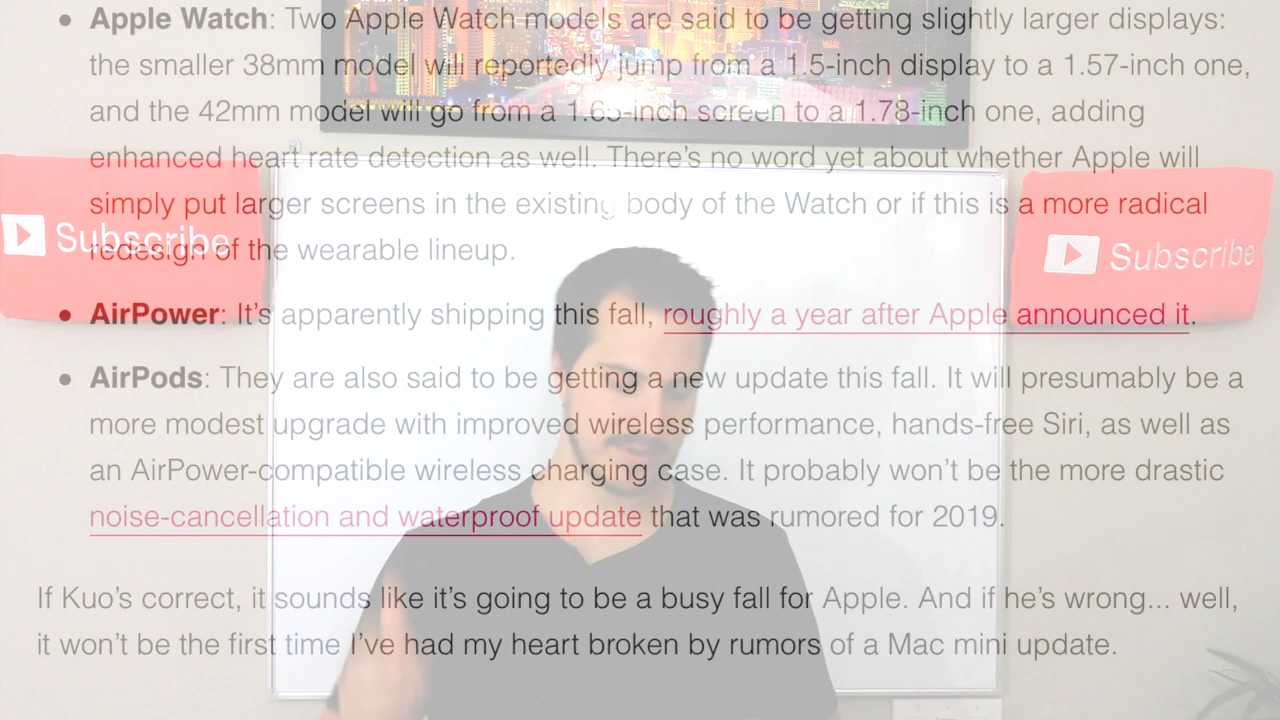 • Apple Watch: Two Apple Watch models are said to be getting slightly larger displays:
the smaller 38mm model will reportedly jump from a 1.5-inch display to a 1.57-inch one,
and the 42mm model will go from a 1.65-inch screen to a 1.78-inch one, adding
enhanced heart rate detection as well. There's no word yet about whether Apple will
simply put larger screens in the existing body of the Watch or if this is a more radical
redesign of the wearable lineup.
Subscribe
Subscribe
• AirPower: It's apparently shipping this fall, roughly a year after Apple announced it.
• AirPods: They are also said to be getting a new update this fall. It will presumably be a
more modest upgrade with improved wireless performance, hands-free Siri, as well as
an AirPower-compatible wireless charging case. It probably won't be the more drastic
noise-cancellation and waterproof update that was rumored for 2019.
If Kuo's correct, it sounds like it's going to be a busy fall for Apple. And if he's wrong... well,
it won't be the first time I've had my heart broken by rumors of a Mac mini update.